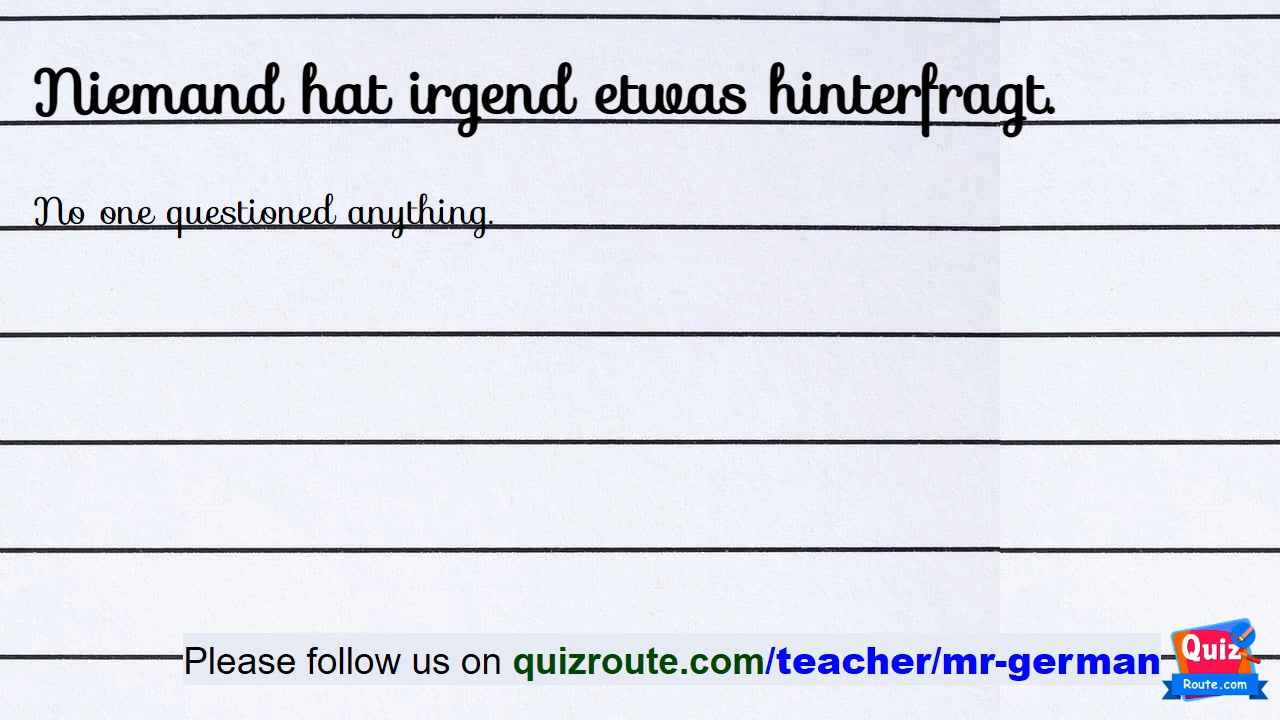 Niemand hat irgend etwas hinterfragt.
No one questioned anything.
Please follow us on quizroute.com/teacher/mr-german
Quiz
Route.com